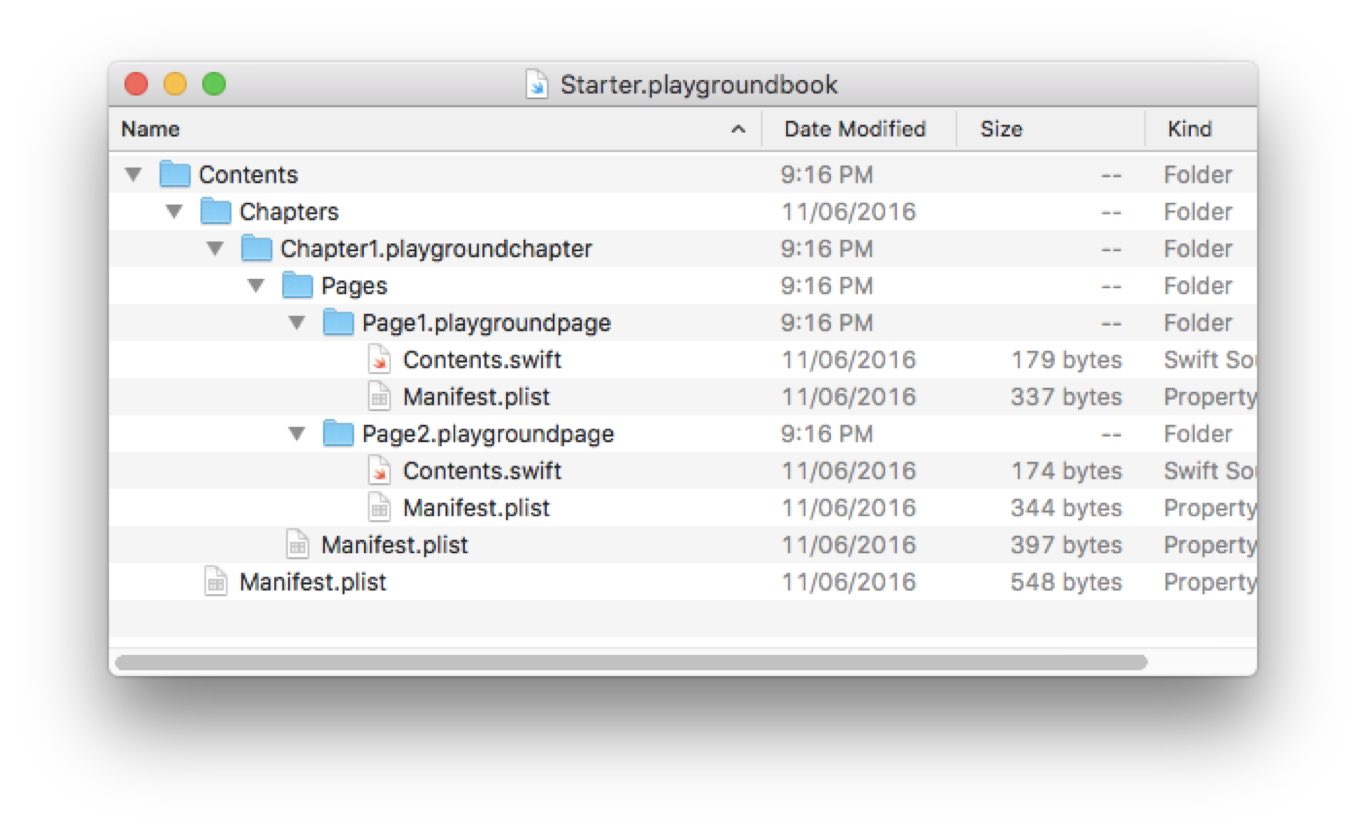 Starter.playgroundbook
Name Date Modified Size Kind
Contents 9:16 PM -- Folder
Chapters 11/06/2016 -- Folder
Chapter1.playgroundchapter 9:16 PM -- Folder
Pages 9:16 PM -- Folder
Page1.playgroundpage 9:16 PM -- Folder
Contents.swift 11/06/2016 179 bytes Swift So
Manifest.plist 11/06/2016 337 bytes Property
Page2.playgroundpage 9:16 PM -- Folder
Contents.swift 11/06/2016 174 bytes Swift So
Manifest.plist 11/06/2016 344 bytes Property
Manifest.plist 11/06/2016 397 bytes Property
Manifest.plist 11/06/2016 548 bytes Property